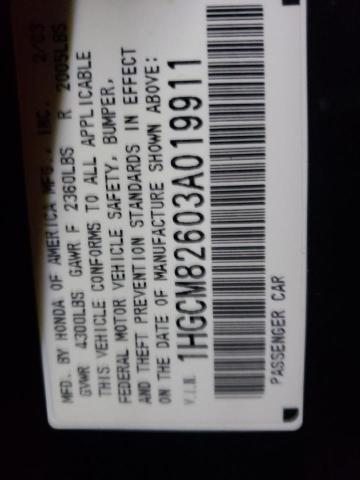 MFD. BY HONDA OF AMERICA MFG., INC. 2/03
GVWR 4300LBS GAWR F 2360LBS R 2005LBS
THIS VEHICLE CONFORMS TO ALL APPLICABLE
FEDERAL MOTOR VEHICLE SAFETY, BUMPER,
AND THEFT PREVENTION STANDARDS IN EFFECT
ON THE DATE OF MANUFACTURE SHOWN ABOVE:
V.I.N. 1HGCM82603A019911
PASSENGER CAR